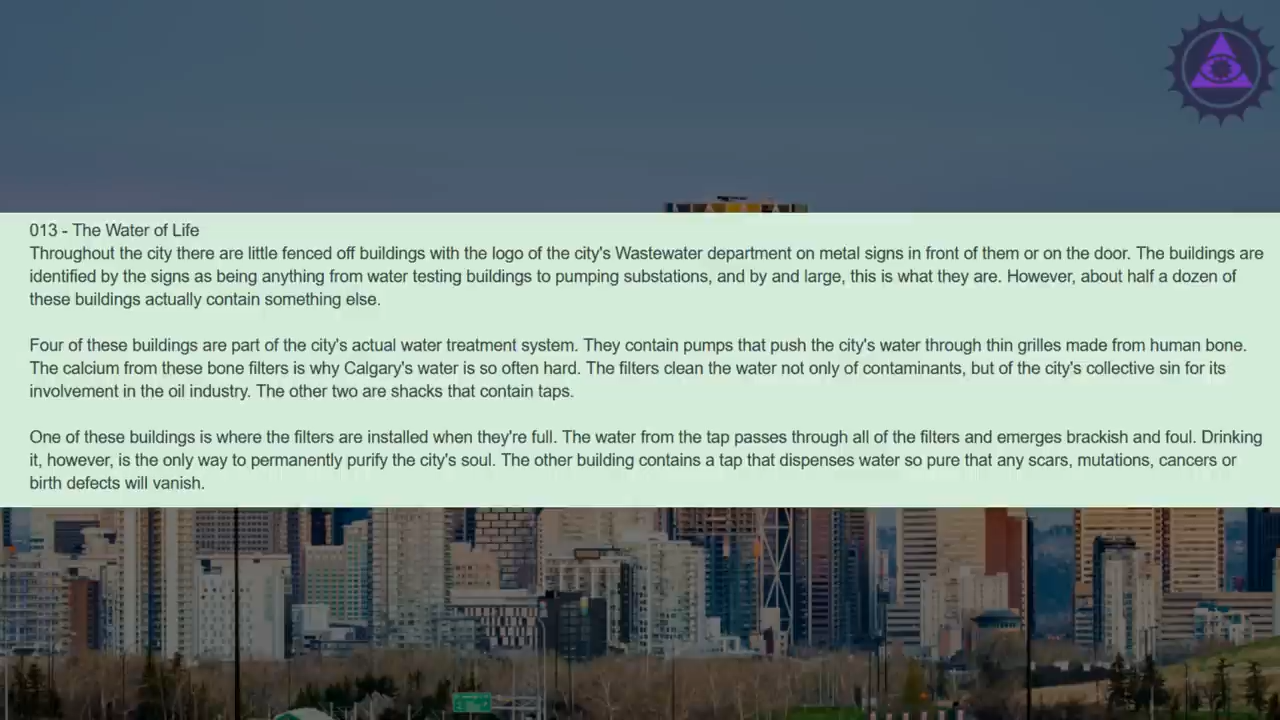 013 - The Water of Life
Throughout the city there are little fenced off buildings with the logo of the city's Wastewater department on metal signs in front of them or on the door. The buildings are
identified by the signs as being anything from water testing buildings to pumping substations, and by and large, this is what they are. However, about half a dozen of
these buildings actually contain something else.
Four of these buildings are part of the city's actual water treatment system. They contain pumps that push the city's water through thin grilles made from human bone.
The calcium from these bone filters is why Calgary's water is so often hard. The filters clean the water not only of contaminants, but of the city's collective sin for its
involvement in the oil industry. The other two are shacks that contain taps.
One of these buildings is where the filters are installed when they're full. The water from the tap passes through all of the filters and emerges brackish and foul. Drinking
it, however, is the only way to permanently purify the city's soul. The other building contains a tap that dispenses water so pure that any scars, mutations, cancers or
birth defects will vanish.